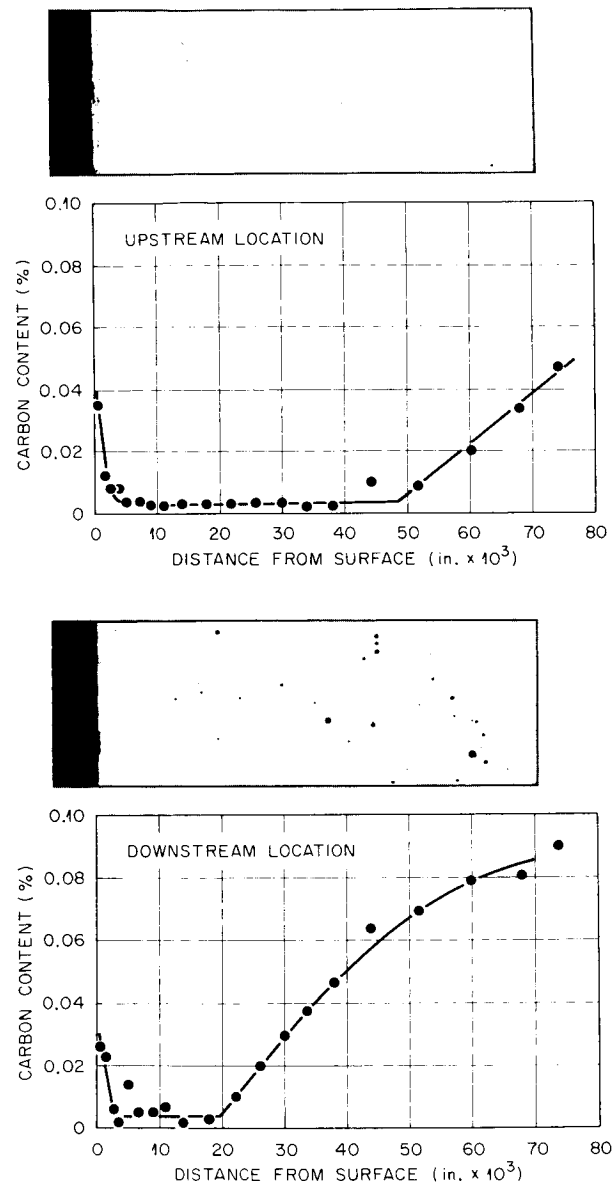 0.10
UPSTREAM LOCATION
0.08
0.06
0.04
0.02
0
CARBON CONTENT (%)
0 10 20 30 40 50 60 70 80
DISTANCE FROM SURFACE (in. × 10³)
0.10
DOWNSTREAM LOCATION
0.08
0.06
0.04
0.02
0
CARBON CONTENT (%)
0 10 20 30 40 50 60 70 80
DISTANCE FROM SURFACE (in. × 10³)